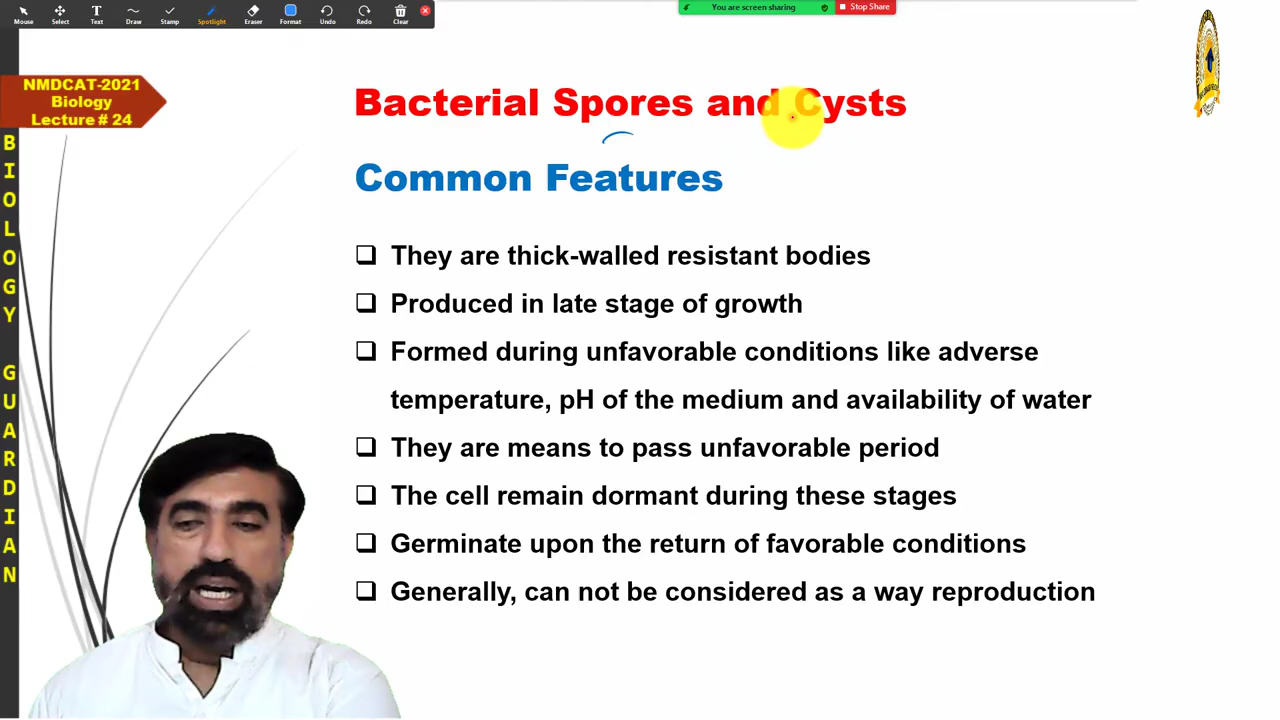 Mouse Select Text Draw Stamp Spotlight Eraser Format Undo Redo Clear
You are screen sharing Stop Share
NMDCAT-2021
Biology
Lecture # 24
BIOLOGY GUARDIAN
Bacterial Spores and Cysts
Common Features
They are thick-walled resistant bodies
Produced in late stage of growth
Formed during unfavorable conditions like adverse
temperature, pH of the medium and availability of water
They are means to pass unfavorable period
The cell remain dormant during these stages
Germinate upon the return of favorable conditions
Generally, can not be considered as a way reproduction